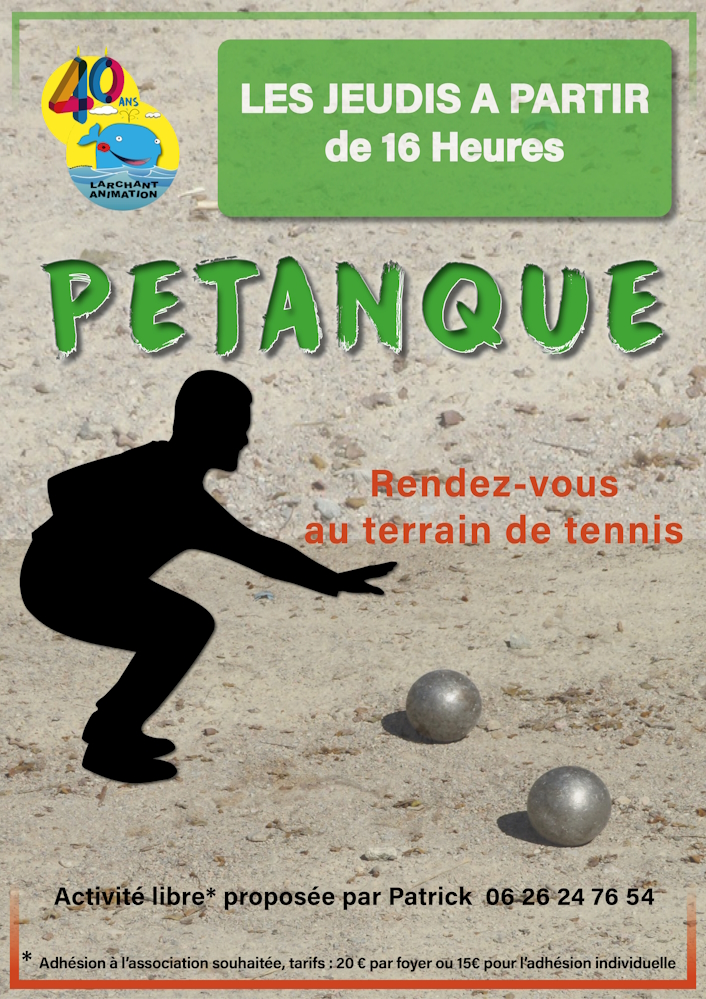 40
ANS
LARCHANT
ANIMATION
LES JEUDIS A PARTIR
de 16 Heures
PETANQUE
Rendez-vous
au terrain de tennis
Activité libre* proposée par Patrick 06 26 24 76 54
* Adhésion à l'association souhaitée, tarifs : 20 € par foyer ou 15€ pour l'adhésion individuelle